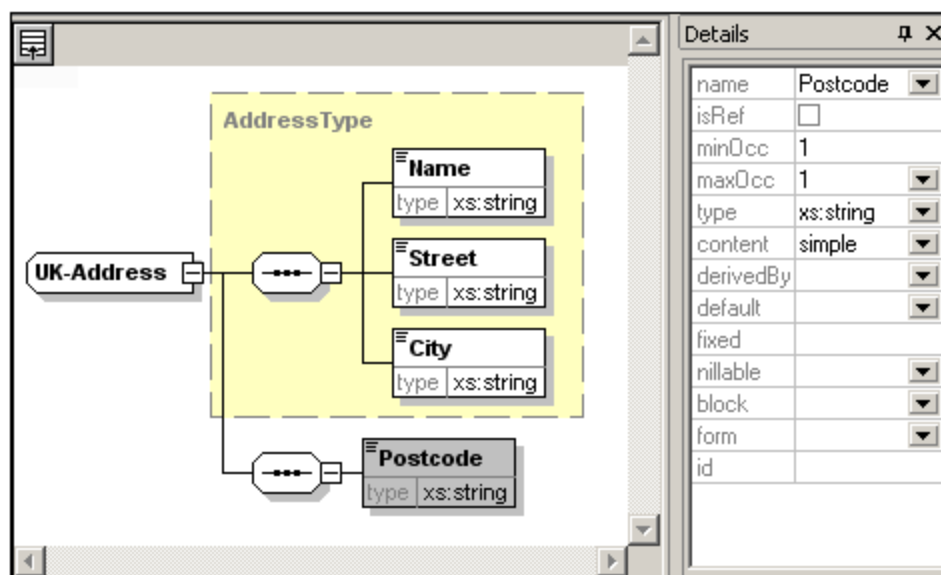 AddressType
Name
type xs:string
Street
type xs:string
City
type xs:string
UK-Address
Postcode
type xs:string
Details
name Postcode
isRef
minOcc 1
maxOcc 1
type xs:string
content simple
derivedBy
default
fixed
nillable
block
form
id